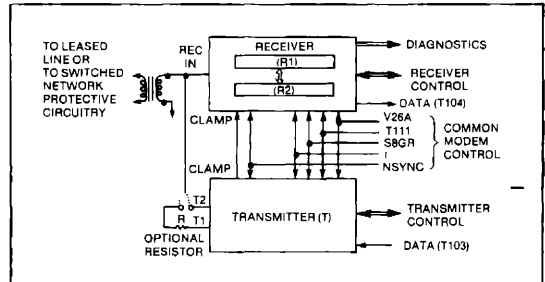 TO LEASED
LINE OR
TO SWITCHED
NETWORK
PROTECTIVE
CIRCUITRY
REC
IN
RECEIVER
(R1)
(R2)
DIAGNOSTICS
RECEIVER
CONTROL
DATA (T104)
CLAMP
V26A
T111
S8GR
NSYNC
COMMON
MODEM
CONTROL
CLAMP
T2
R
T1
OPTIONAL
RESISTOR
TRANSMITTER (T)
TRANSMITTER
CONTROL
DATA (T103)